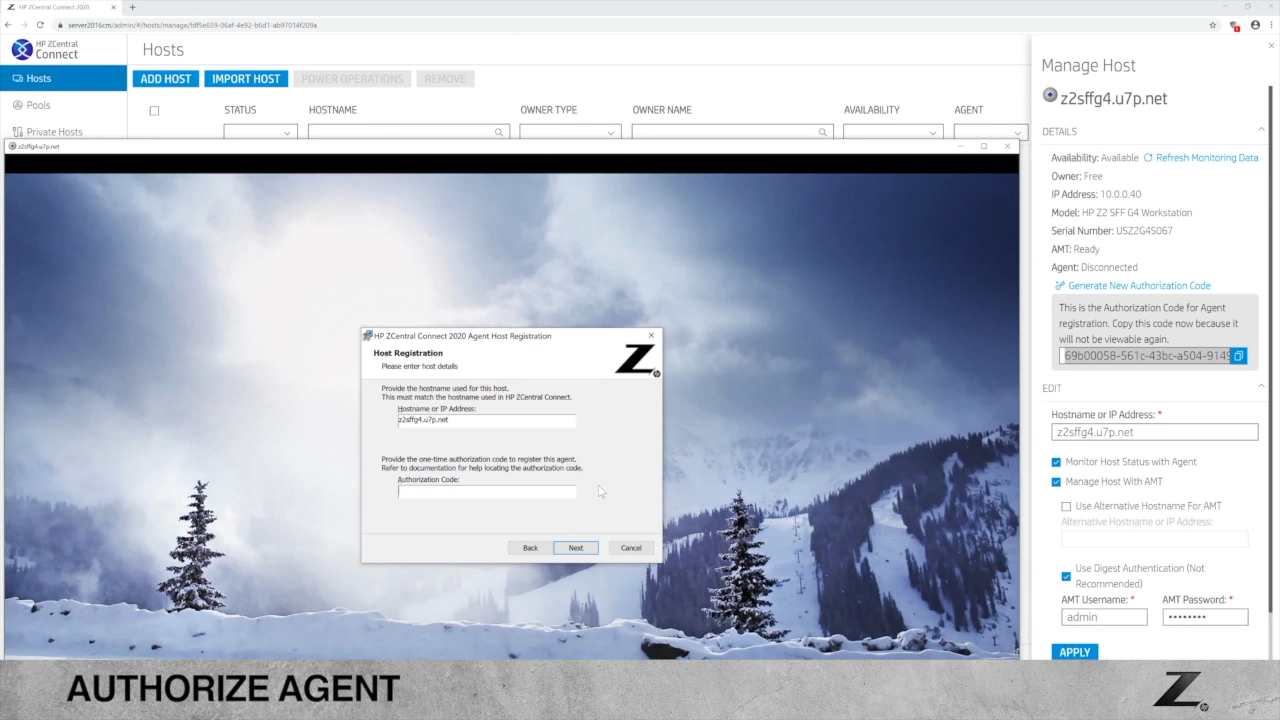 HP ZCentral Connect 2020
server2016cm/admin/#/hosts/manage/fdf5e659-06af-4e92-b6d1-ab97014f209a
HP ZCentral
Connect
Hosts
Pools
Private Hosts
Hosts
ADD HOST IMPORT HOST POWER OPERATIONS REMOVE
STATUS HOSTNAME OWNER TYPE OWNER NAME AVAILABILITY AGENT
z2sffg4.u7p.net
HP ZCentral Connect 2020 Agent Host Registration
Host Registration
Please enter host details
Provide the hostname used for this host.
This must match the hostname used in HP ZCentral Connect.
Hostname or IP Address:
z2sffg4.u7p.net
Provide the one-time authorization code to register this agent.
Refer to documentation for help locating the authorization code.
Authorization Code:
Back Next Cancel
Manage Host
z2sffg4.u7p.net
DETAILS
Availability: Available Refresh Monitoring Data
Owner: Free
IP Address: 10.0.0.40
Model: HP Z2 SFF G4 Workstation
Serial Number: USZ2G4S067
AMT: Ready
Agent: Disconnected
Generate New Authorization Code
This is the Authorization Code for Agent
registration. Copy this code now because it
will not be viewable again.
69b00058-561c-43bc-a504-9149
EDIT
Hostname or IP Address: *
z2sffg4.u7p.net
Monitor Host Status with Agent
Manage Host With AMT
Use Alternative Hostname For AMT
Alternative Hostname or IP Address:
Use Digest Authentication (Not
Recommended)
AMT Username: * AMT Password: *
admin ••••••••
APPLY
AUTHORIZE AGENT